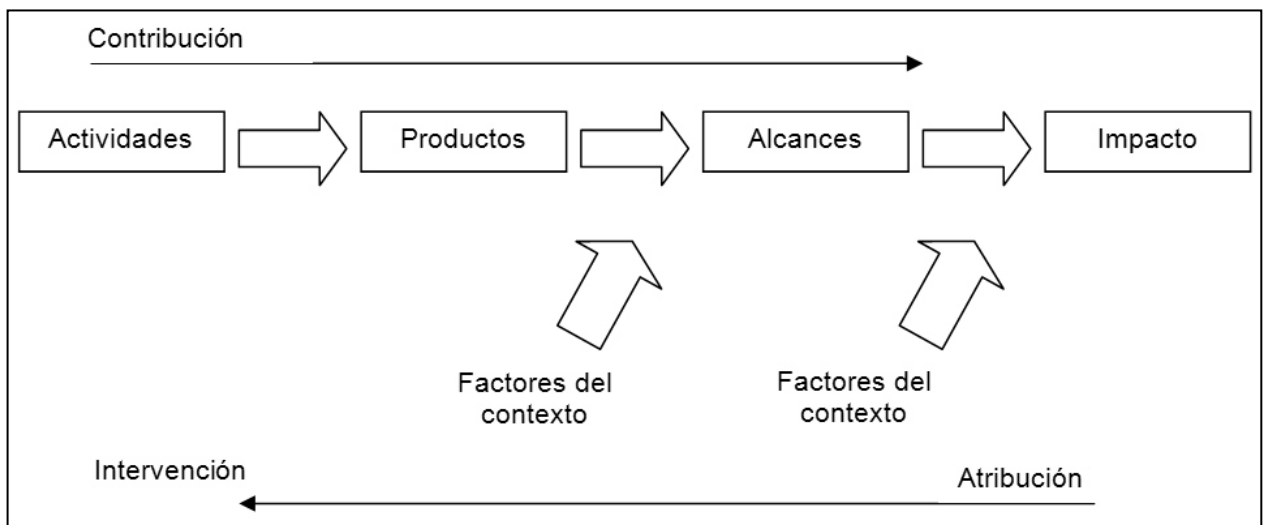 Contribución
Actividades
Productos
Alcances
Impacto
Factores del
contexto
Factores del
contexto
Intervención
Atribución